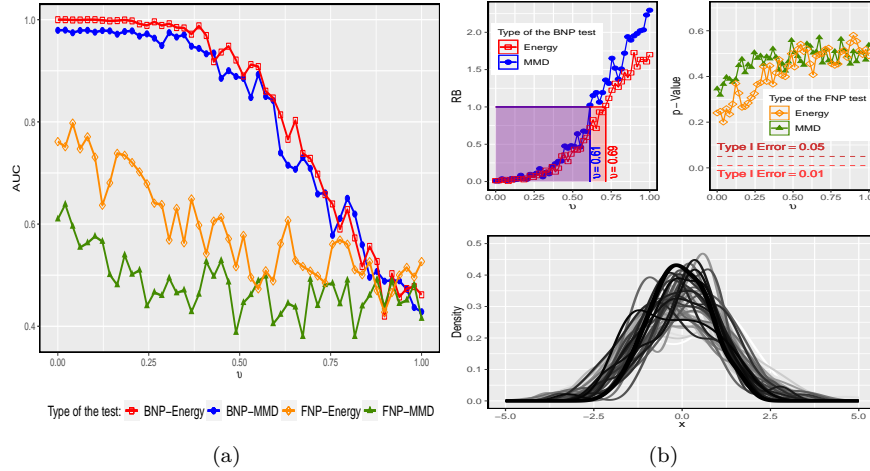 AUC
1.0
0.8
0.6
0.4
0.00
0.25
0.50
0.75
1.00
υ
Type of the test:
BNP−Energy
BNP−MMD
FNP−Energy
FNP−MMD
(a)
RB
2.0
1.5
1.0
0.5
0.0
Type of the BNP test
Energy
MMD
υ = 0.61
υ = 0.69
0.00
0.25
0.50
0.75
1.00
υ
p − Value
0.6
0.4
0.2
0.0
Type of the FNP test
Energy
MMD
Type I Error = 0.05
Type I Error = 0.01
0.00
0.25
0.50
0.75
1.00
υ
Density
0.5
0.4
0.3
0.2
0.1
0.0
−5.0
−2.5
0.0
2.5
5.0
x
(b)